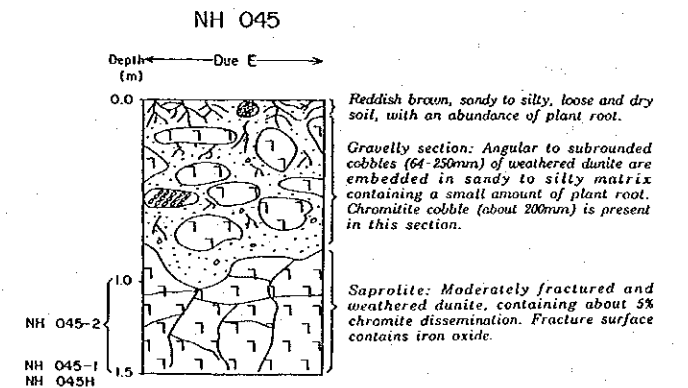 NH 045
Depth Due E
(m)
0.0
Reddish brown, sandy to silty, loose and dry
soil, with an abundance of plant root.
Gravelly section: Angular to subrounded
cobbles (64-250mm) of weathered dunite are
embedded in sandy to silty matrix
containing a small amount of plant root.
Chromitite cobble (about 200mm) is present
in this section.
1.0
Saprolite: Moderately fractured and
weathered dunite, containing about 5%
chromite dissemination. Fracture surface
contains iron oxide.
NH 045-2
NH 045-1
NH 045H
1.5